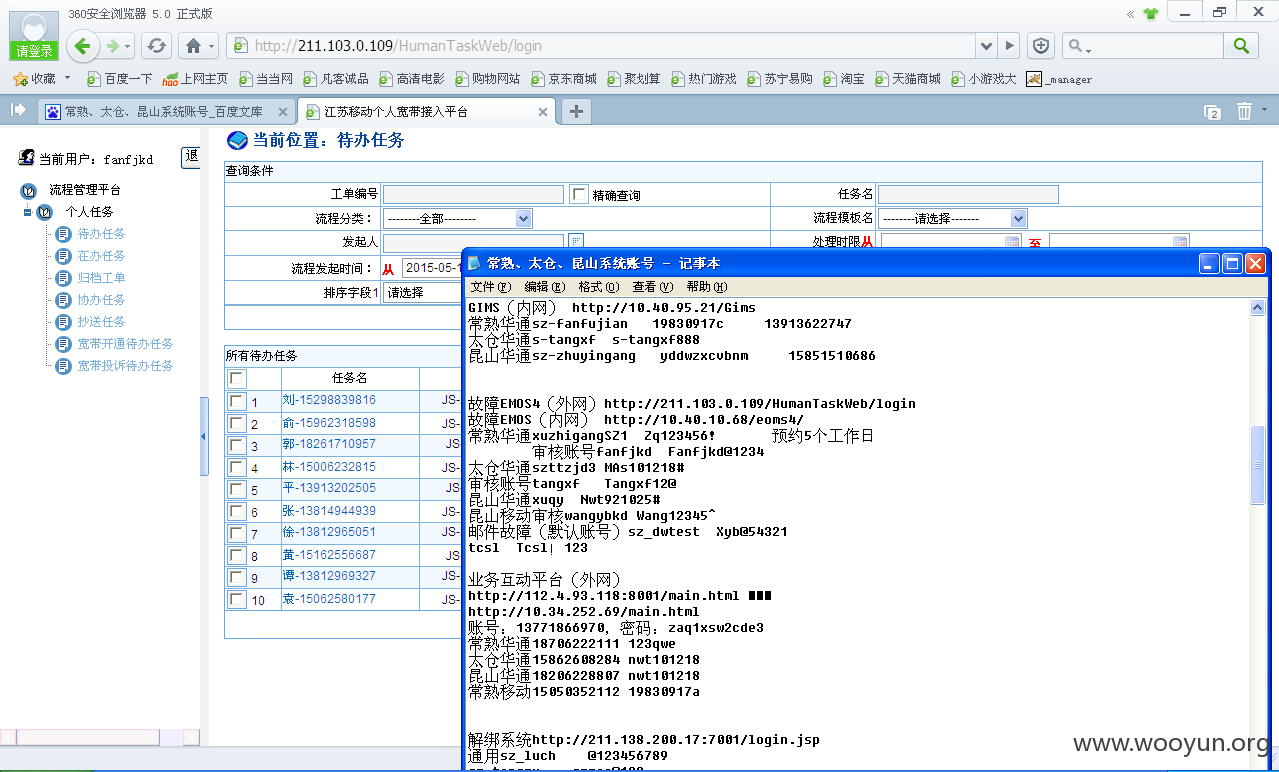 360安全浏览器 5.0 正式版
请登录
http://211.103.0.109/HumanTaskWeb/login
收藏 百度一下 上网主页 当当网 凡客诚品 高清电影 购物网站 京东商城 聚划算 热门游戏 苏宁易购 淘宝 天猫商城 小游戏大 _manager
常熟、太仓、昆山系统账号_百度文库 江苏移动个人宽带接入平台 2
当前用户: fanfjkd 退
流程管理平台
个人任务
待办任务
在办任务
归档工单
协办任务
抄送任务
宽带开通待办任务
宽带投诉待办任务
当前位置: 待办任务
查询条件
工单编号 精确查询 任务名
流程分类: --------全部-------- 流程模板名 --------请选择-------
发起人 处理时限从 至
流程发起时间: 从 2015-05-1
排序字段1 请选择
所有待办任务
任务名
1 刘-15298839816 JS-
2 俞-15962318598 JS-
3 郭-18261710957 JS-
4 林-15006232815 JS-
5 平-13913202505 JS-
6 张-13814944939 JS-
7 徐-13812965051 JS-
8 黄-15162556687 JS-
9 谭-13812969327 JS-
10 袁-15062580177 JS-
常熟、太仓、昆山系统账号 - 记事本
文件(F) 编辑(E) 格式(O) 查看(V) 帮助(H)
GIMS（内网） http://10.40.95.21/Gims
常熟华通sz-fanfujian 19830917c 13913622747
太仓华通s-tangxf s-tangxf888
昆山华通sz-zhuyingang yddwzxcvbnm 15851510686
故障EMOS4（外网）http://211.103.0.109/HumanTaskWeb/login
故障EMOS（内网） http://10.40.10.68/eoms4/
常熟华通xuzhigangSZ1 Zq123456! 预约5个工作日
审核账号fanfjkd Fanfjkd@1234
太仓华通szttzjd3 MAs101218#
审核账号tangxf Tangxf12@
昆山华通xuqy Nwt921025#
昆山移动审核wangybkd Wang12345^
邮件故障（默认账号）sz_dwtest Xyb@54321
tcsl Tcsl| 123
业务互动平台（外网）
http://112.4.93.118:8001/main.html ■■■
http://10.34.252.69/main.html
账号：13771866970，密码：zaq1xsw2cde3
常熟华通18706222111 123qwe
太仓华通15862608284 nwt101218
昆山华通18206228807 nwt101218
常熟移动15050352112 19830917a
解绑系统http://211.138.200.17:7001/login.jsp
通用sz_luch @123456789
www.wooyun.org